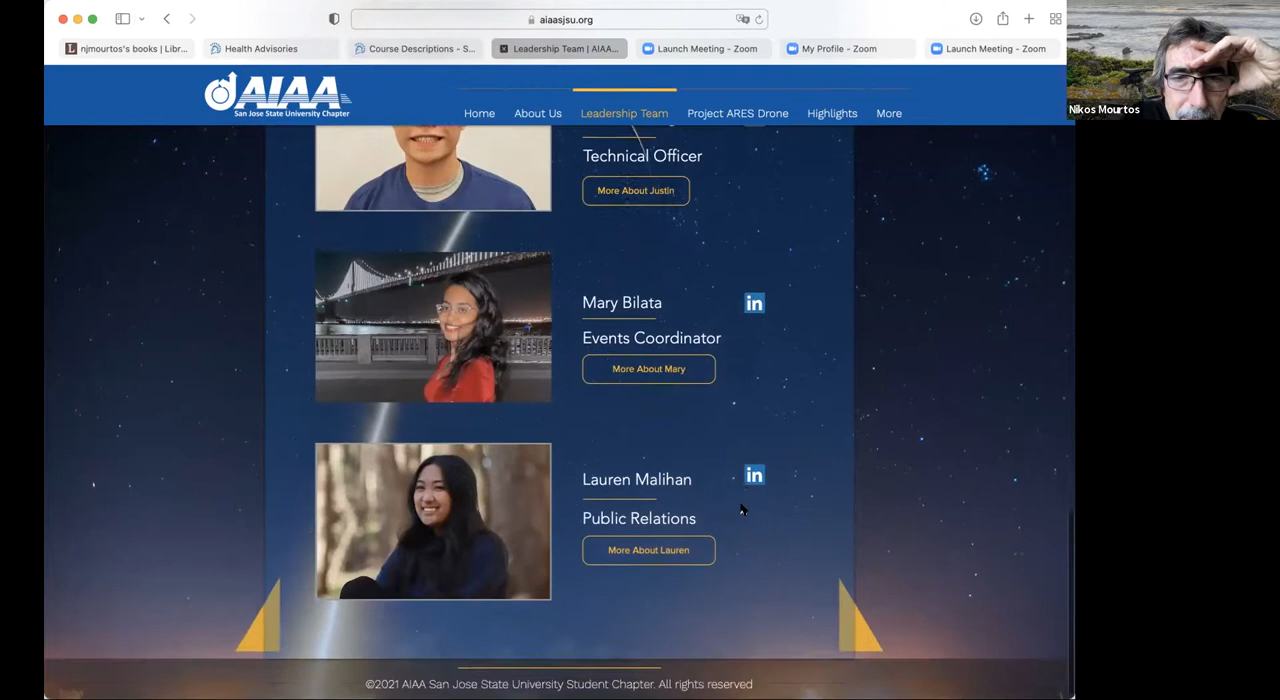 aiaasjsu.org
njmourtos's books | Libr...
Health Advisories
Course Descriptions - S...
Leadership Team | AIAA...
Launch Meeting - Zoom
My Profile - Zoom
Launch Meeting - Zoom
AIAA
San Jose State University Chapter
Home
About Us
Leadership Team
Project ARES Drone
Highlights
More
Nikos Mourtos
Technical Officer
More About Justin
Mary Bilata
in
Events Coordinator
More About Mary
Lauren Malihan
in
Public Relations
More About Lauren
©2021 AIAA San Jose State University Student Chapter. All rights reserved